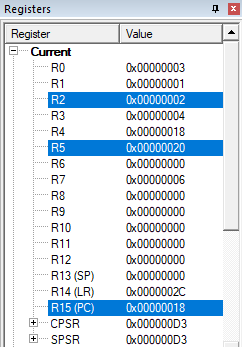 Registers
Register Value
Current
R0 0x00000003
R1 0x00000001
R2 0x00000002
R3 0x00000004
R4 0x00000018
R5 0x00000020
R6 0x00000000
R7 0x00000006
R8 0x00000000
R9 0x00000000
R10 0x00000000
R11 0x00000000
R12 0x00000000
R13 (SP) 0x00000000
R14 (LR) 0x0000002C
R15 (PC) 0x00000018
CPSR 0x000000D3
SPSR 0x000000D3